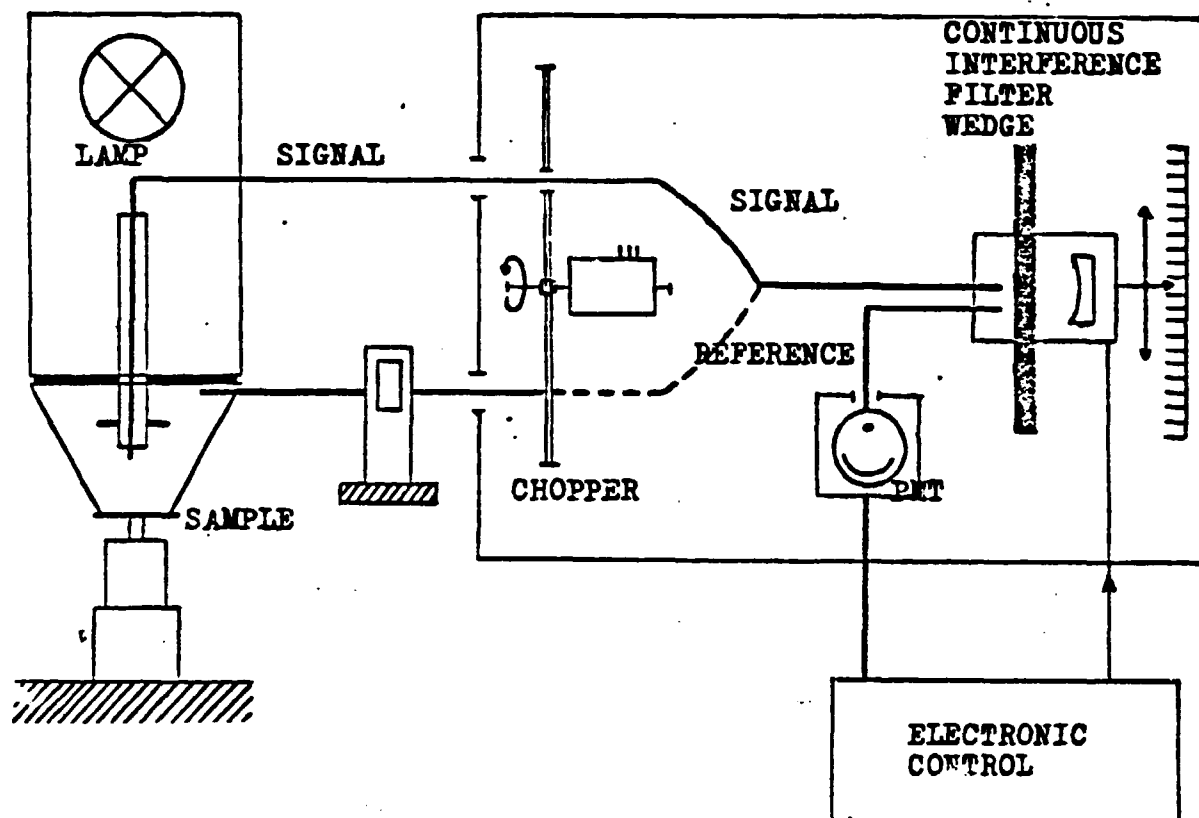 CONTINUOUS
INTERFERENCE
FILTER
WEDGE
LAMP
SIGNAL
SIGNAL
REFERENCE
PMT
CHOPPER
SAMPLE
ELECTRONIC
CONTROL